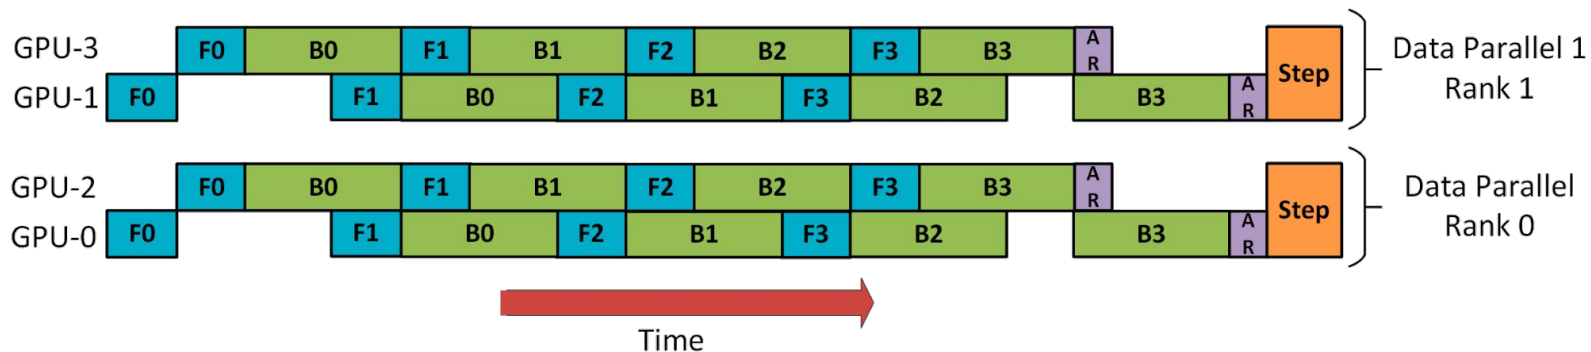 GPU-3 F0 B0 F1 B1 F2 B2 F3 B3 A R
GPU-1 F0 F1 B0 F2 B1 F3 B2 B3 A R
Step
Data Parallel 1
Rank 1
GPU-2 F0 B0 F1 B1 F2 B2 F3 B3 A R
GPU-0 F0 F1 B0 F2 B1 F3 B2 B3 A R
Step
Data Parallel
Rank 0
Time